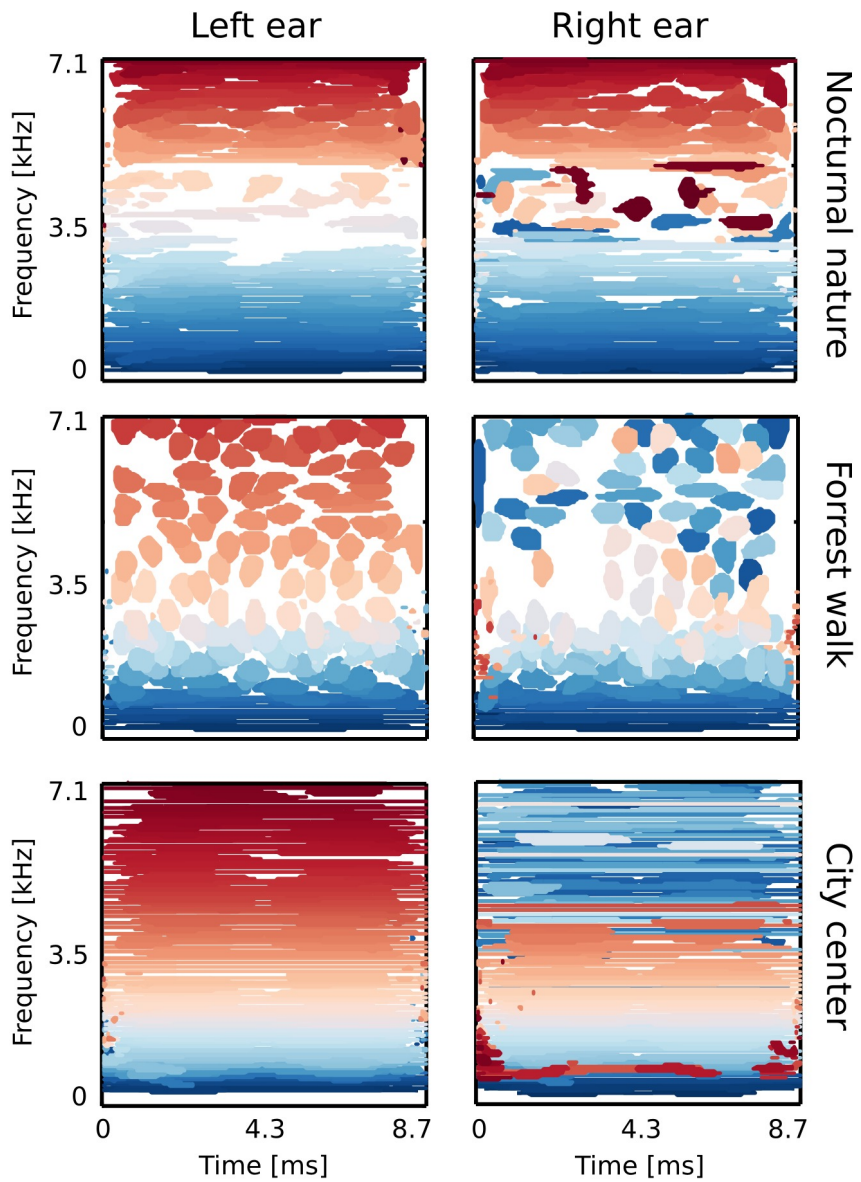 Left ear
Right ear
7.1
3.5
0
Frequency [kHz]
Nocturnal nature
7.1
3.5
0
Frequency [kHz]
Forrest walk
7.1
3.5
0
Frequency [kHz]
City center
0
4.3
8.7
Time [ms]
0
4.3
8.7
Time [ms]